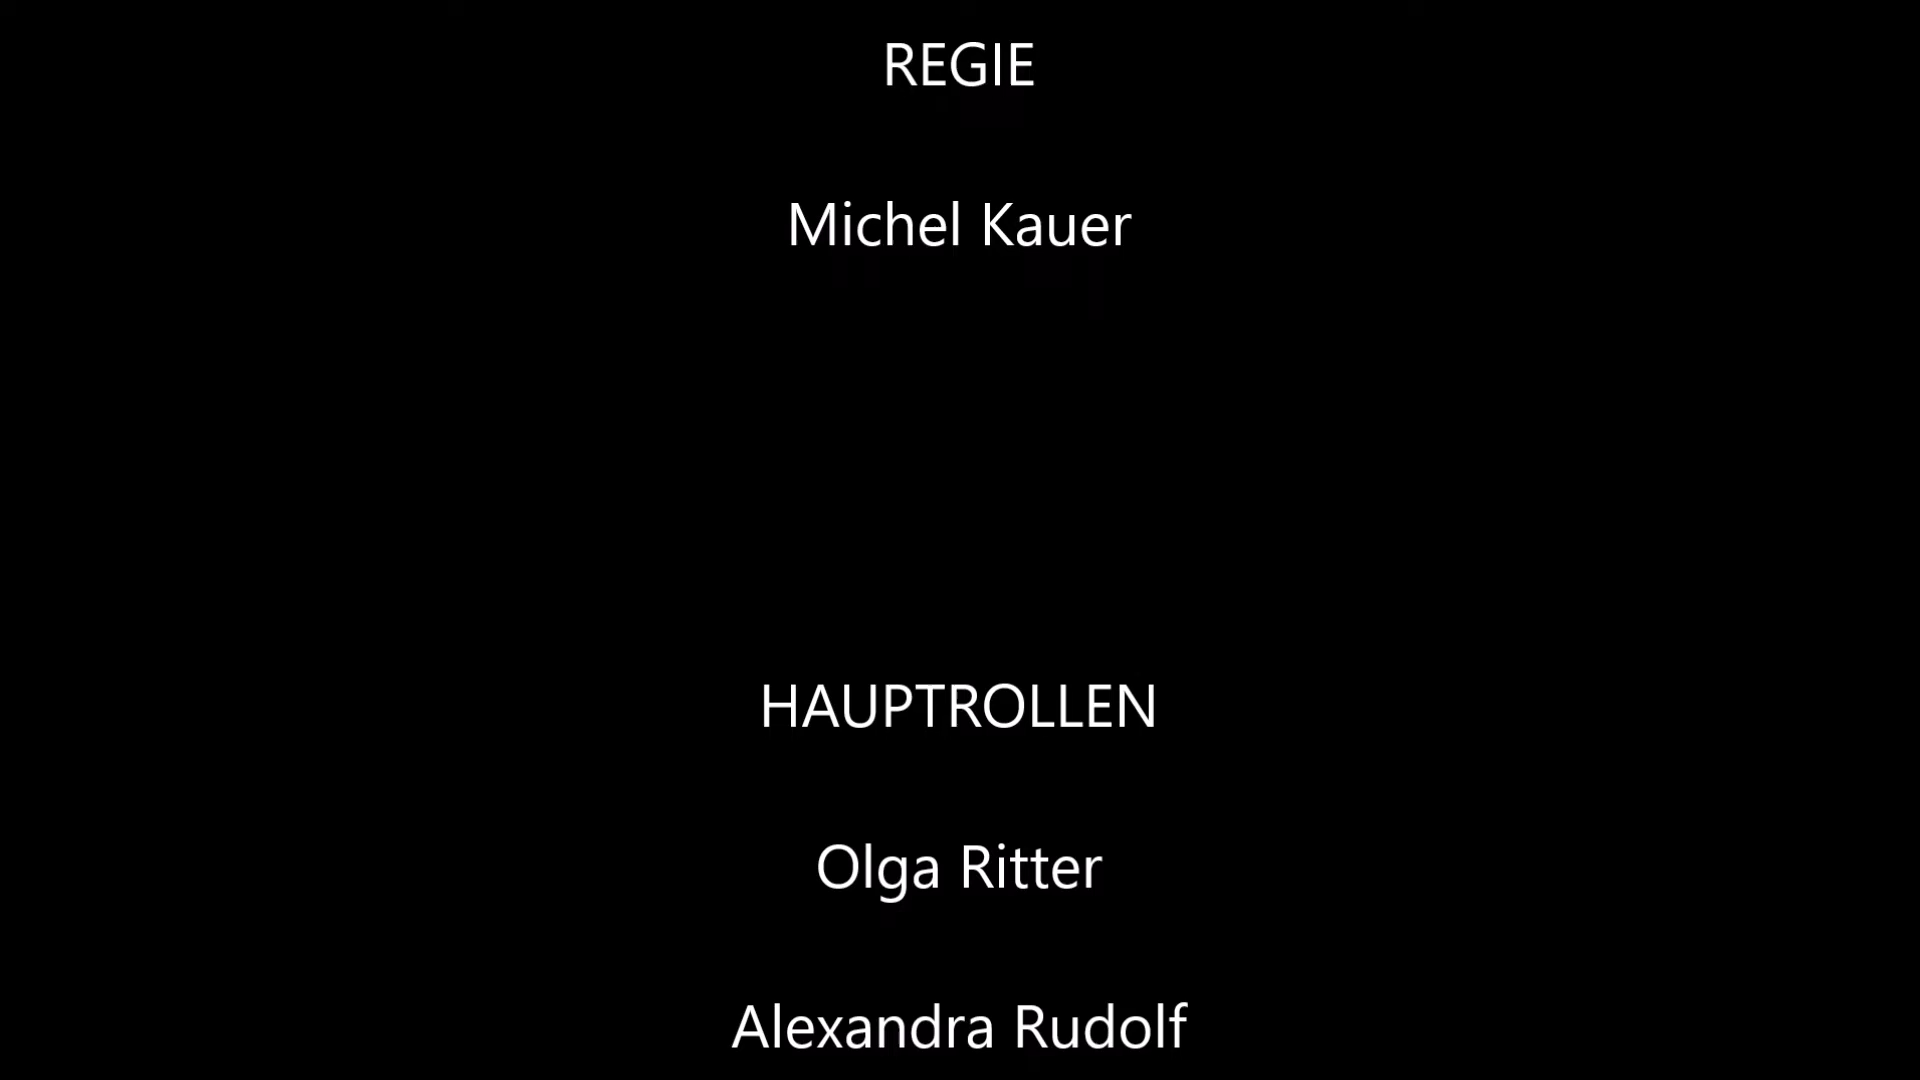 REGIE
Michel Kauer
HAUPTROLLEN
Olga Ritter
Alexandra Rudolf